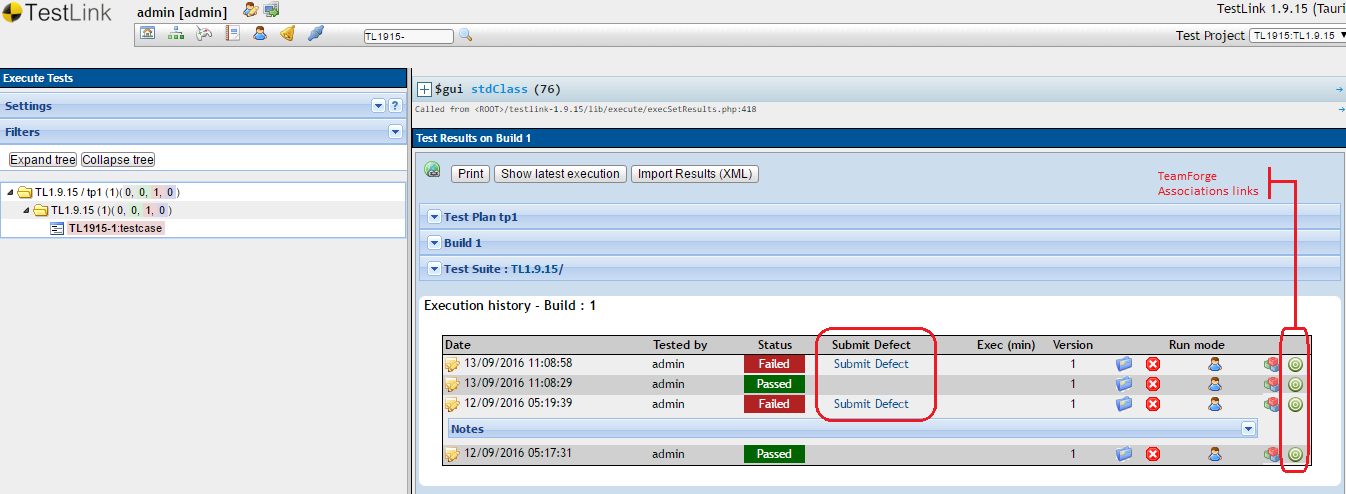 TestLink admin [admin] TestLink 1.9.15 (Tauri
TL1915- Test Project TL1915:TL1.9.15
Execute Tests
Settings ?
Filters
Expand tree Collapse tree
TL1.9.15 / tp1 (1)( 0, 0, 1, 0 )
TL1.9.15 (1)( 0, 0, 1, 0 )
TL1915-1:testcase
$gui stdClass (76)
Called from <ROOT>/testlink-1.9.15/lib/execute/execSetResults.php:418
Test Results on Build 1
Print Show latest execution Import Results (XML)
TeamForge
Associations links
Test Plan tp1
Build 1
Test Suite : TL1.9.15/
Execution history - Build : 1
Date Tested by Status Submit Defect Exec (min) Version Run mode
13/09/2016 11:08:58 admin Failed Submit Defect 1
13/09/2016 11:08:29 admin Passed 1
12/09/2016 05:19:39 admin Failed Submit Defect 1
Notes
12/09/2016 05:17:31 admin Passed 1